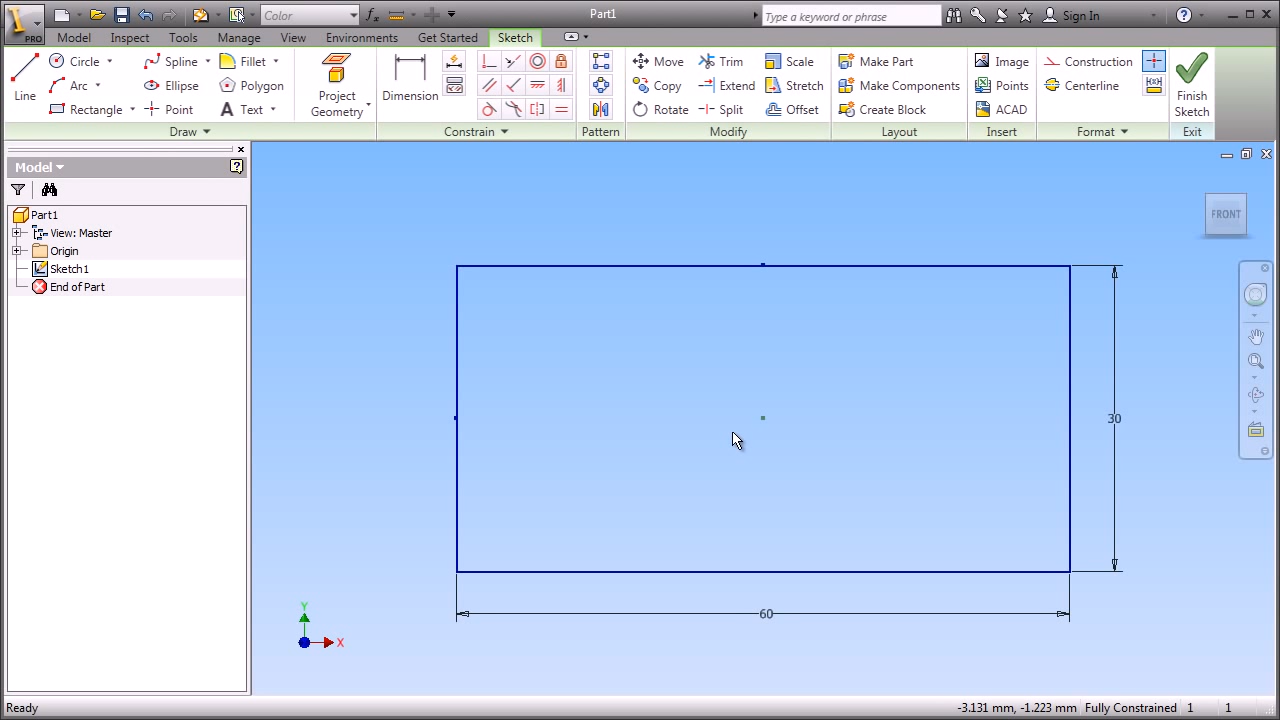 PRO
Color
fx
Part1
Type a keyword or phrase
Sign In
Model Inspect Tools Manage View Environments Get Started Sketch
Line
Circle
Arc
Rectangle
Spline
Ellipse
Point
Fillet
Polygon
A Text
Project
Geometry
Draw
Dimension
Constrain
Pattern
Move
Copy
Rotate
Trim
Extend
Split
Scale
Stretch
Offset
Modify
Make Part
Make Components
Create Block
Layout
Image
Points
ACAD
Insert
Construction
Centerline
Format
Finish
Sketch
Exit
Model
Part1
View: Master
Origin
Sketch1
End of Part
FRONT
30
60
Y
X
Ready
-3.131 mm, -1.223 mm Fully Constrained 1 1